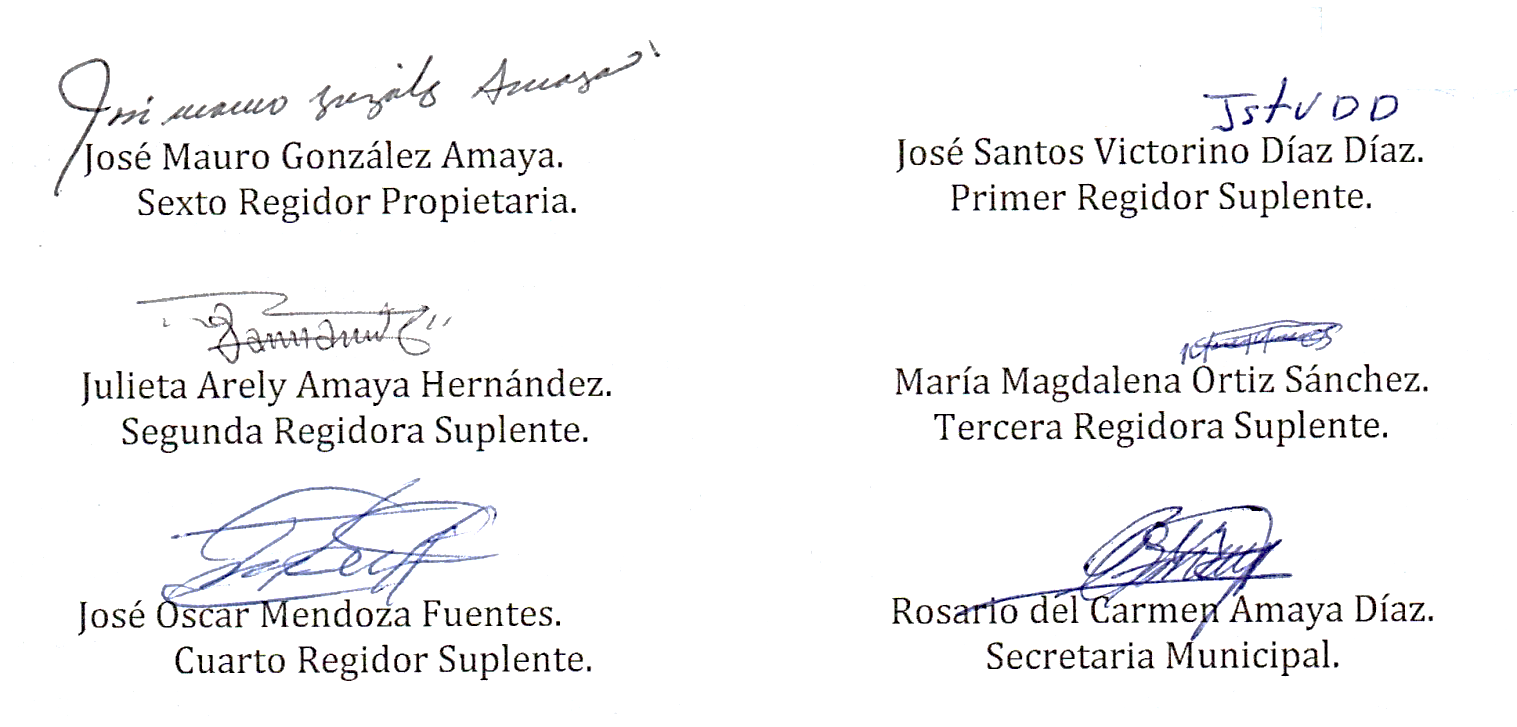 José Mauro González Amaya.
Sexto Regidor Propietaria.
JstVDD
José Santos Victorino Díaz Díaz.
Primer Regidor Suplente.
Julieta Arely Amaya Hernández.
Segunda Regidora Suplente.
María Magdalena Ortiz Sánchez.
Tercera Regidora Suplente.
José Oscar Mendoza Fuentes.
Cuarto Regidor Suplente.
Rosario del Carmen Amaya Díaz.
Secretaria Municipal.